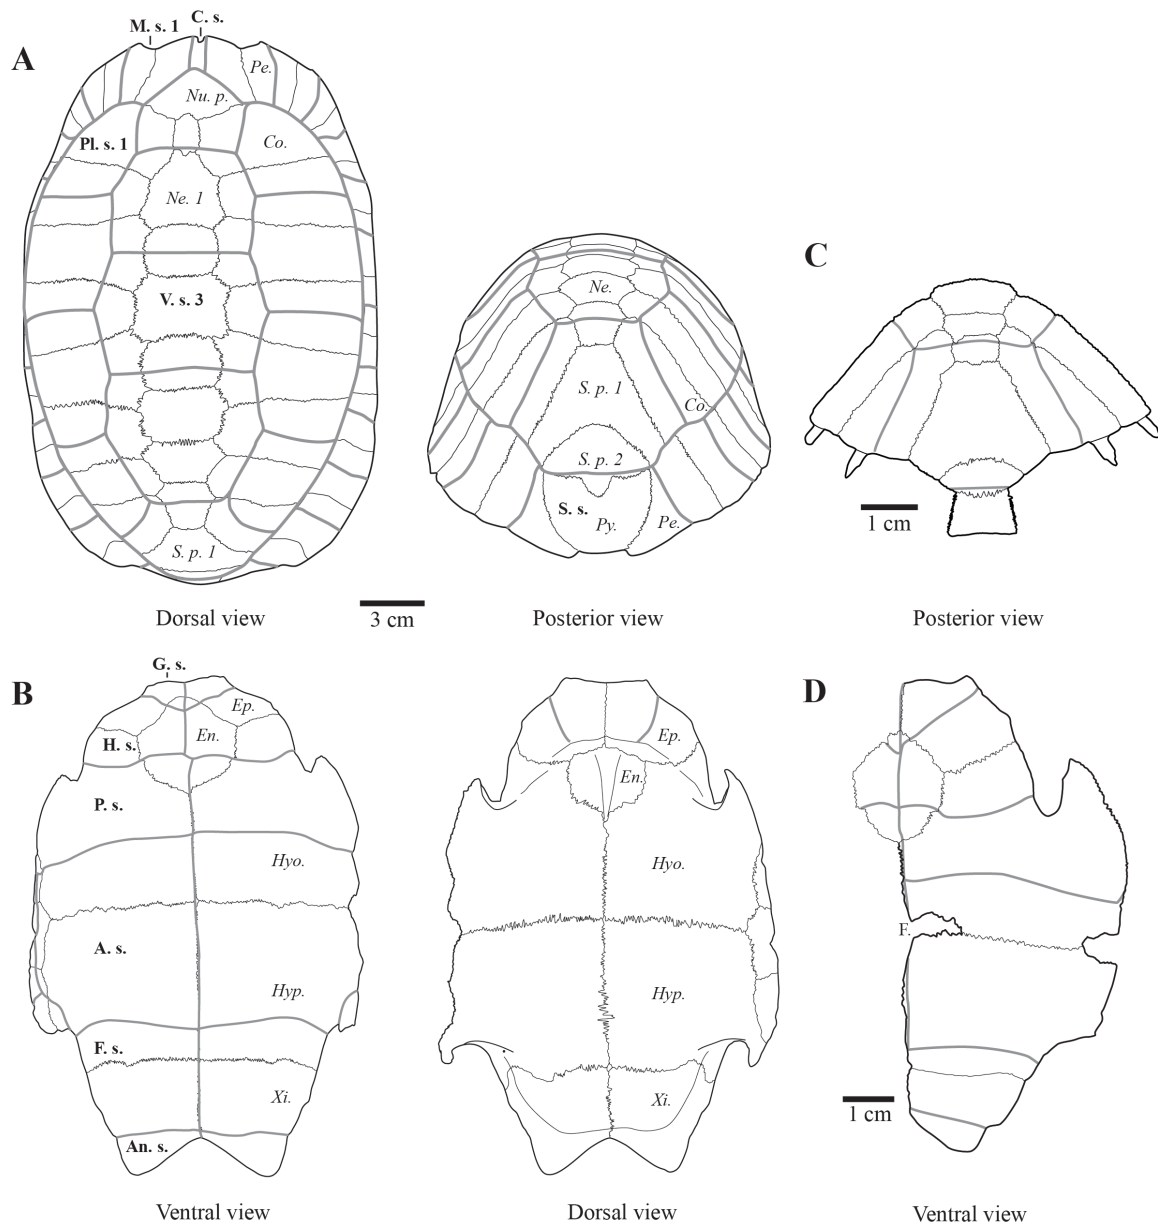 A
M. s. 1
C. s.
Pe.
Nu. p.
Pl. s. 1
Co.
Ne. 1
V. s. 3
S. p. 1
Dorsal view
3 cm
Ne.
S. p. 1
Co.
S. p. 2
S. s.
Py.
Pe.
Posterior view
C
1 cm
Posterior view
B
G. s.
Ep.
En.
H. s.
P. s.
Hyo.
A. s.
Hyp.
F. s.
Xi.
An. s.
Ventral view
Ep.
En.
Hyo.
Hyp.
Xi.
Dorsal view
D
F.
1 cm
Ventral view